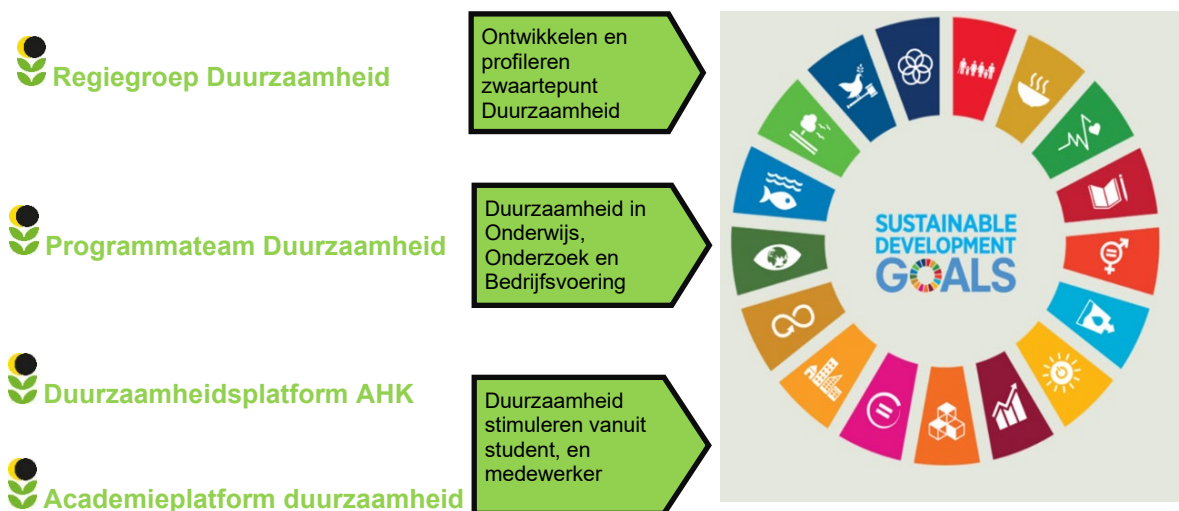 Regiegroep Duurzaamheid
Ontwikkelen en
profileren
zwaartepunt
Duurzaamheid
Programmateam Duurzaamheid
Duurzaamheid in
Onderwijs,
Onderzoek en
Bedrijfsvoering
Duurzaamheidsplatform AHK
Academieplatform duurzaamheid
Duurzaamheid
stimuleren vanuit
student, en
medewerker
SUSTAINABLE
DEVELOPMENT
GOALS